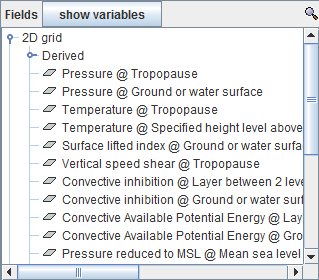 Fields show variables
2D grid
Derived
Pressure @ Tropopause
Pressure @ Ground or water surface
Temperature @ Tropopause
Temperature @ Specified height level above
Surface lifted index @ Ground or water surf
Vertical speed shear @ Tropopause
Convective inhibition @ Layer between 2 leve
Convective inhibition @ Ground or water surf
Convective Available Potential Energy @ Lay
Convective Available Potential Energy @ Gro
Pressure reduced to MSL @ Mean sea level